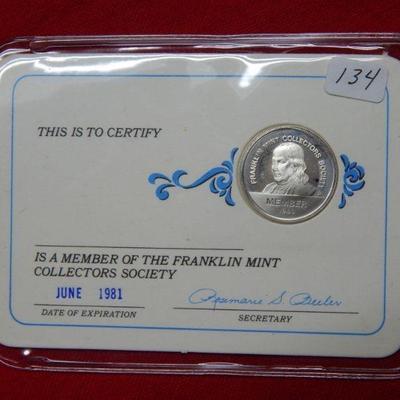 134
THIS IS TO CERTIFY
FRANKLIN MINT COLLECTORS SOCIETY
MEMBER
IS A MEMBER OF THE FRANKLIN MINT
COLLECTORS SOCIETY
JUNE 1981
DATE OF EXPIRATION
SECRETARY